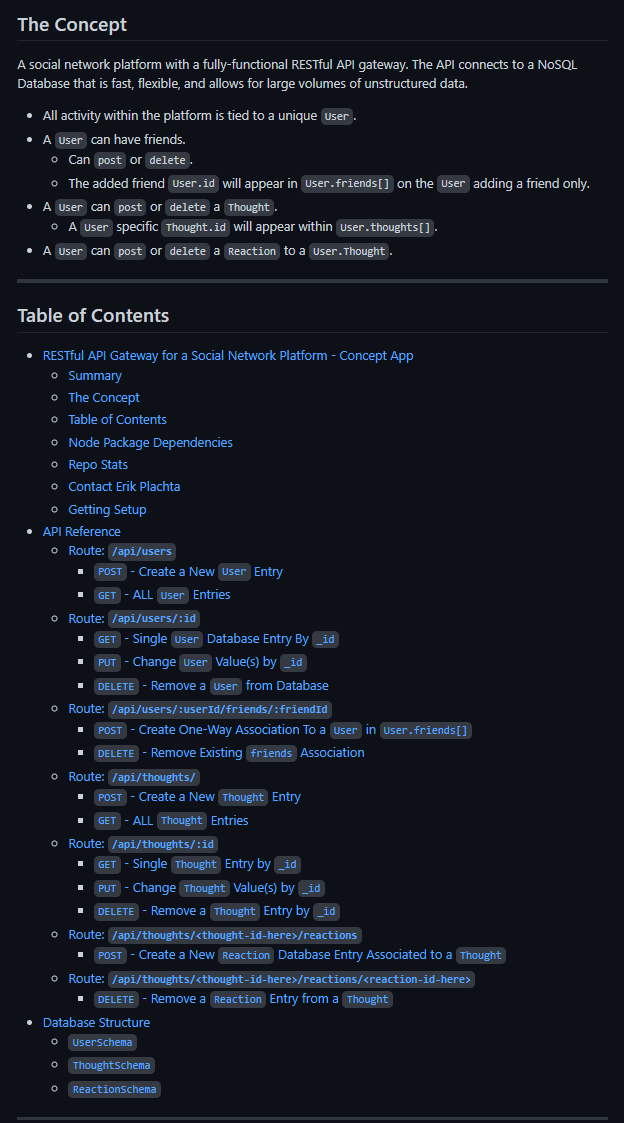 The Concept
A social network platform with a fully-functional RESTful API gateway. The API connects to a NoSQL
Database that is fast, flexible, and allows for large volumes of unstructured data.
All activity within the platform is tied to a unique User.
A User can have friends.
Can post or delete.
The added friend User.id will appear in User.friends[] on the User adding a friend only.
A User can post or delete a Thought.
A User specific Thought.id will appear within User.thoughts[].
A User can post or delete a Reaction to a User.Thought.
Table of Contents
RESTful API Gateway for a Social Network Platform - Concept App
Summary
The Concept
Table of Contents
Node Package Dependencies
Repo Stats
Contact Erik Plachta
Getting Setup
API Reference
Route: /api/users
POST - Create a New User Entry
GET - ALL User Entries
Route: /api/users/:id
GET - Single User Database Entry By _id
PUT - Change User Value(s) by _id
DELETE - Remove a User from Database
Route: /api/users/:userId/friends/:friendId
POST - Create One-Way Association To a User in User.friends[]
DELETE - Remove Existing friends Association
Route: /api/thoughts/
POST - Create a New Thought Entry
GET - ALL Thought Entries
Route: /api/thoughts/:id
GET - Single Thought Entry by _id
PUT - Change Thought Value(s) by _id
DELETE - Remove a Thought Entry by _id
Route: /api/thoughts/<thought-id-here>/reactions
POST - Create a New Reaction Database Entry Associated to a Thought
Route: /api/thoughts/<thought-id-here>/reactions/<reaction-id-here>
DELETE - Remove a Reaction Entry from a Thought
Database Structure
UserSchema
ThoughtSchema
ReactionSchema